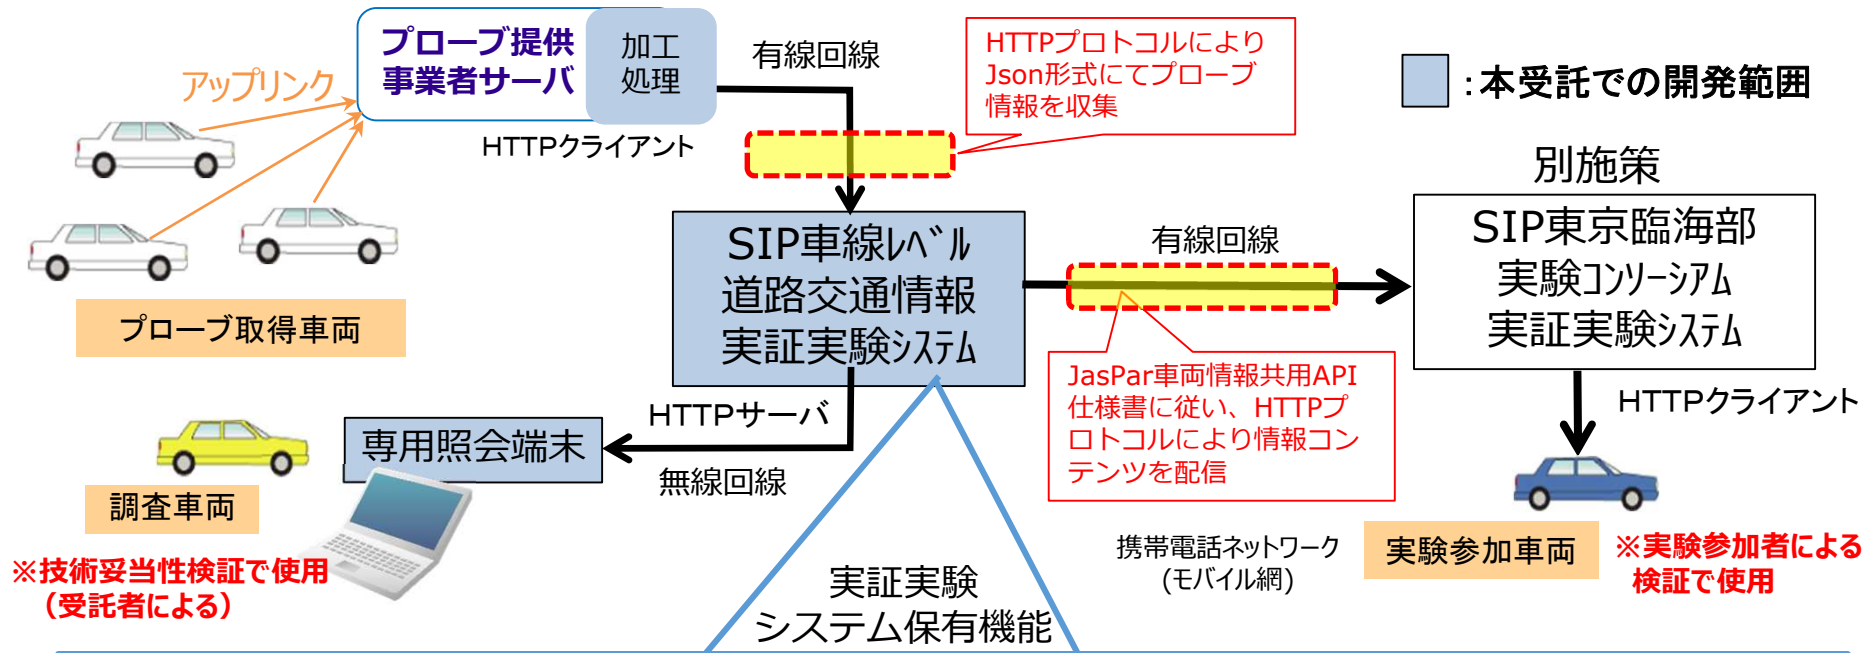 プローブ提供
事業者サーバ
加工
処理
有線回線
HTTPプロトコルにより
Json形式にてプローブ
情報を収集
:本受託での開発範囲
アップリンク
HTTPクライアント
別施策
SIP車線ﾚﾍﾞﾙ
道路交通情報
実証実験ｼｽﾃﾑ
有線回線
SIP東京臨海部
実験ｺﾝｿｰｼｱﾑ
実証実験ｼｽﾃﾑ
プローブ取得車両
JasPar車両情報共用API
仕様書に従い、HTTPプ
ロトコルにより情報コン
テンツを配信
HTTPサーバ
HTTPクライアント
専用照会端末
無線回線
調査車両
※技術妥当性検証で使用
（受託者による）
携帯電話ネットワーク
(モバイル網)
実験参加車両
※実験参加者による
検証で使用
実証実験
システム保有機能